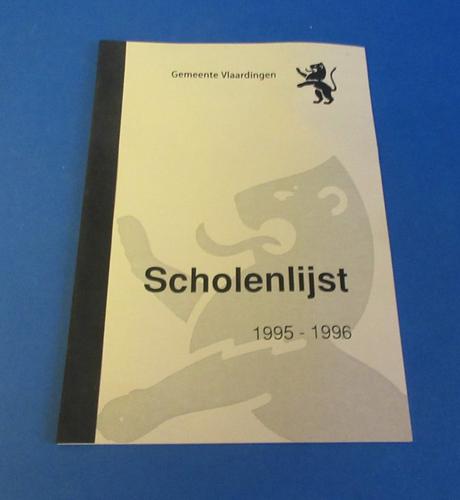 Gemeente Vlaardingen
Scholenlijst
1995 - 1996